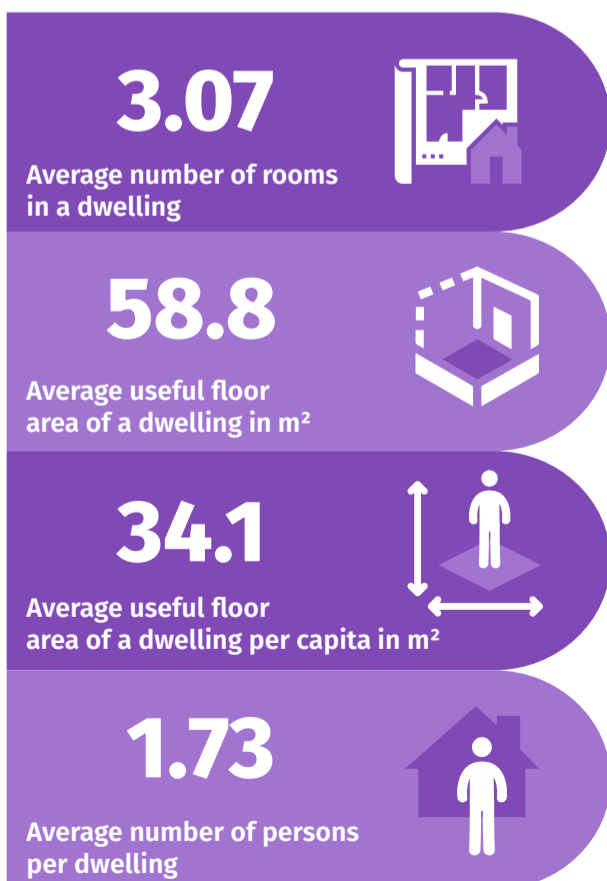 3.07
Average number of rooms
in a dwelling
58.8
Average useful floor
area of a dwelling in m²
34.1
Average useful floor
area of a dwelling per capita in m²
1.73
Average number of persons
per dwelling